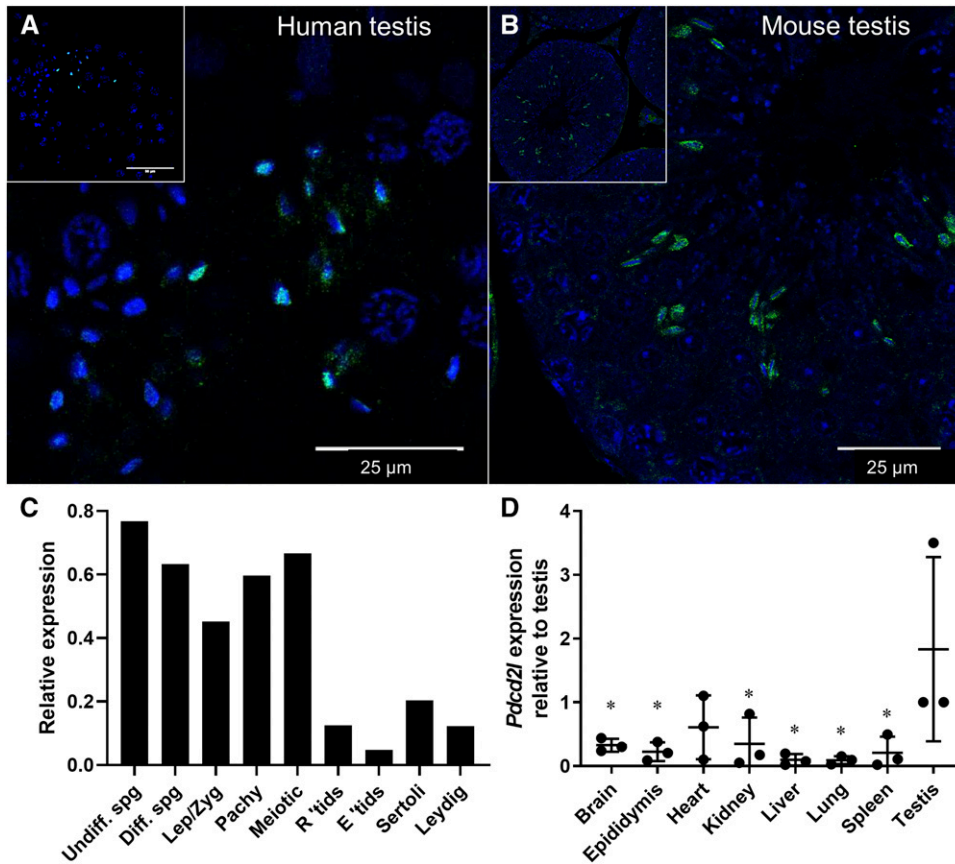 A
Human testis
25 µm
B
Mouse testis
25 µm
C
Relative expression
0.8
0.6
0.4
0.2
0.0
Undiff. spg
Diff. spg
Lep/Zyg
Pachy
Meiotic
R 'tids
E 'tids
Sertoli
Leydig
D
Pdcd2l expression
relative to testis
4
3
2
1
0
*
*
*
*
*
*
Brain
Epididymis
Heart
Kidney
Liver
Lung
Spleen
Testis